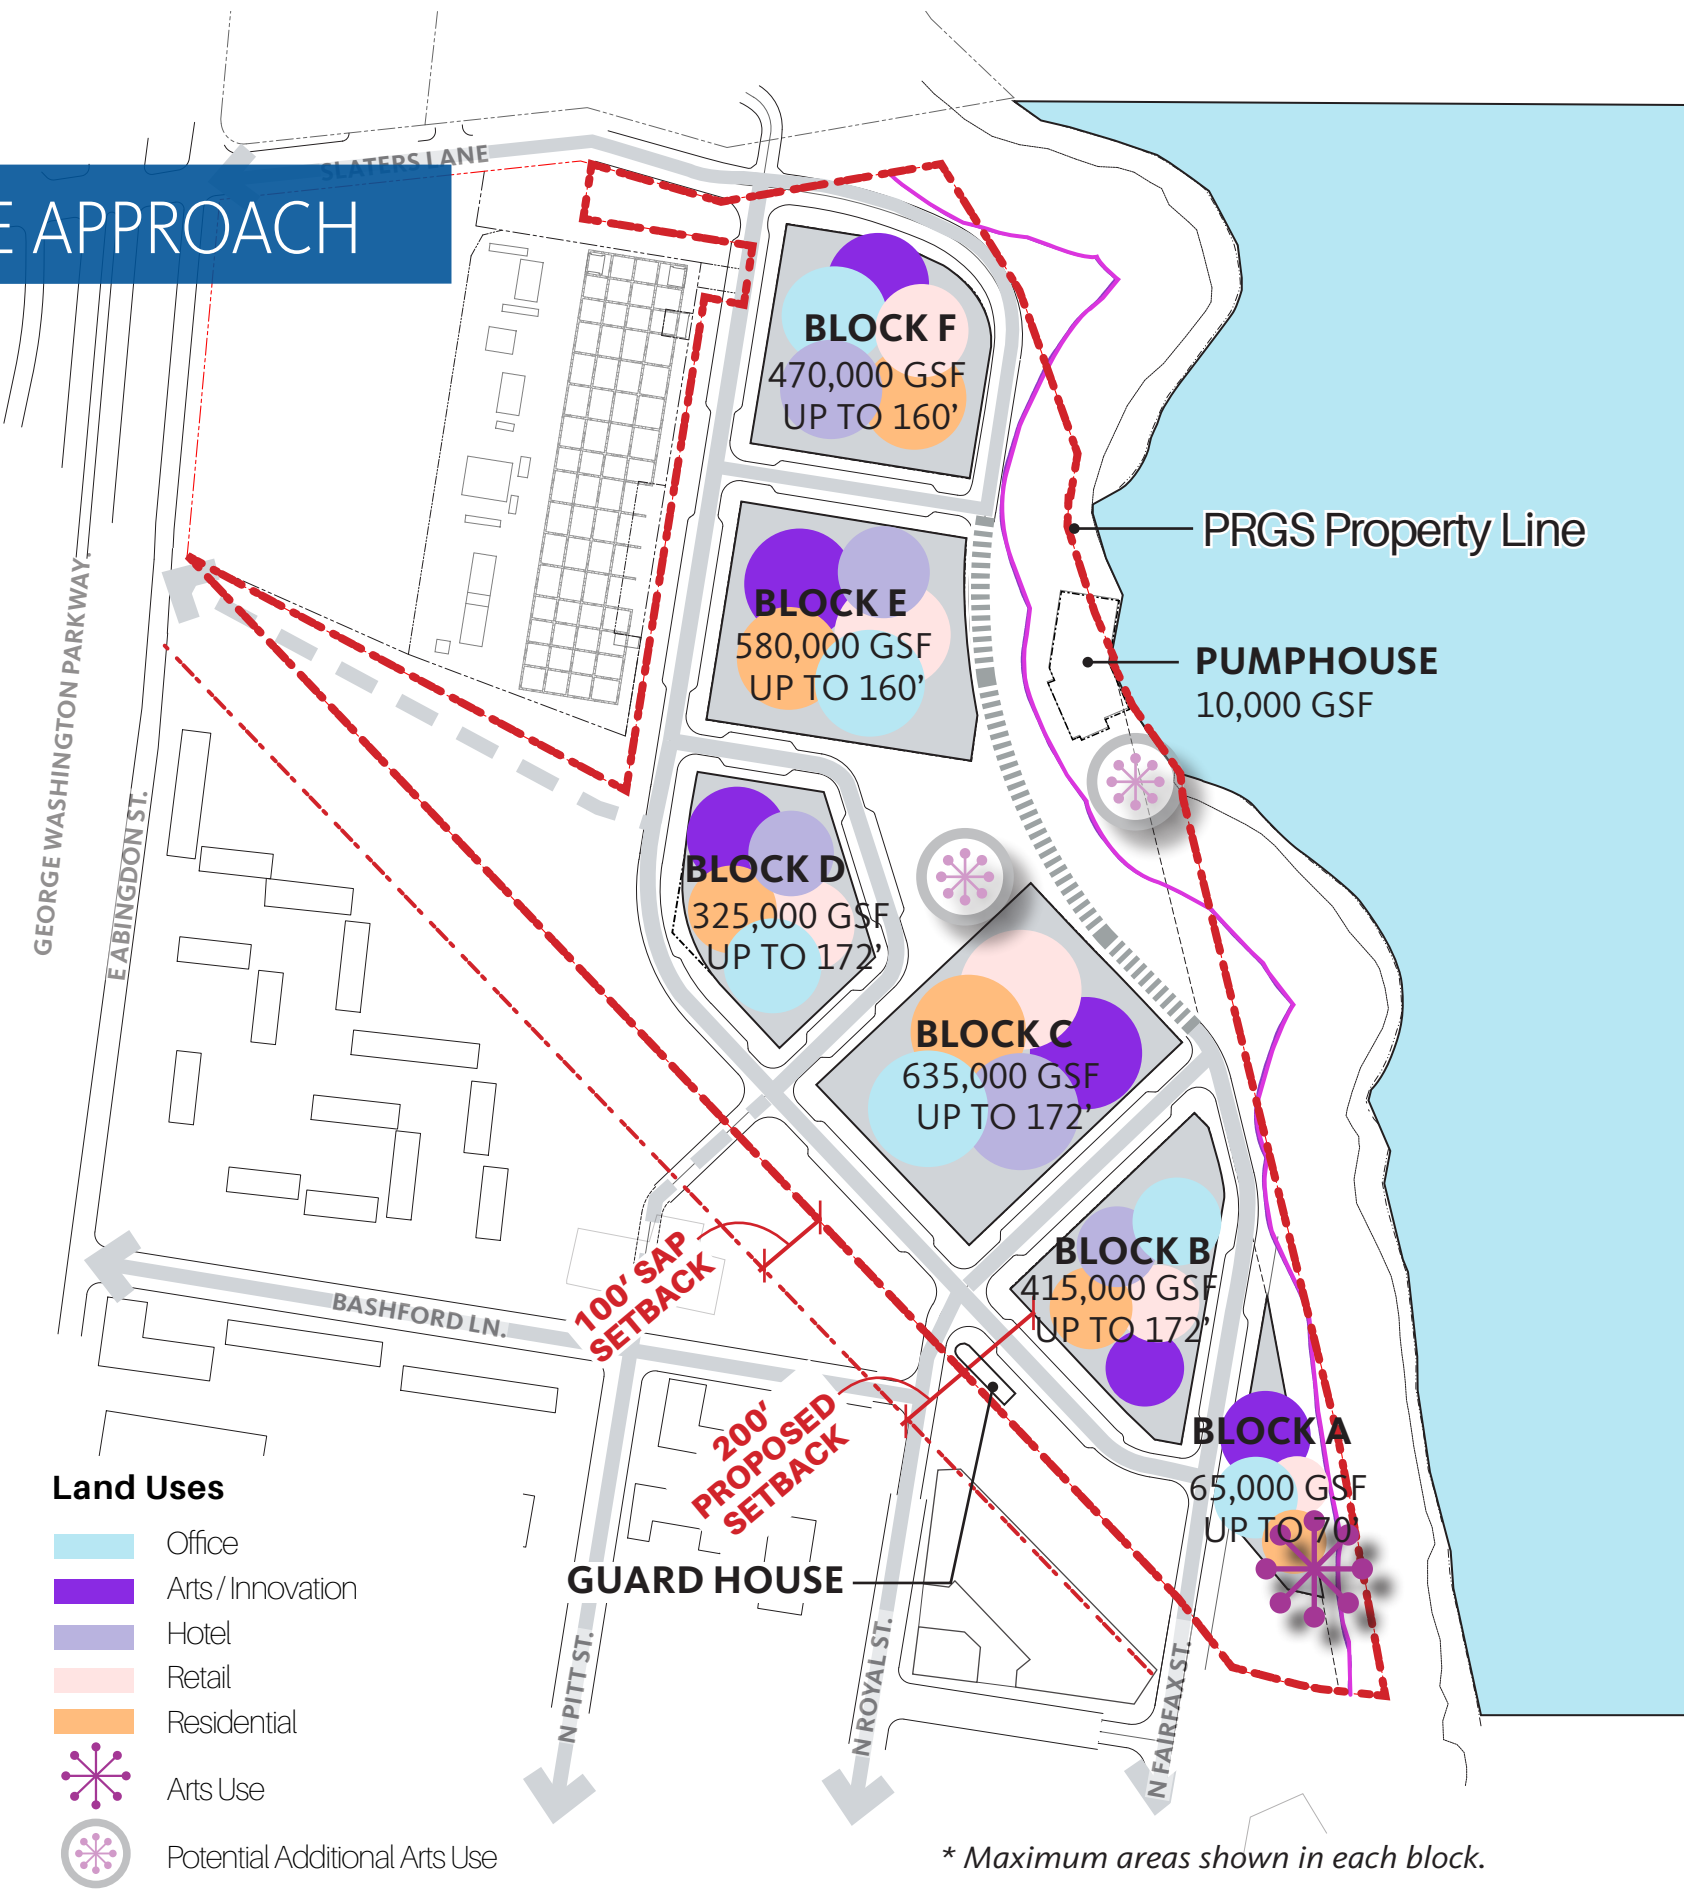 SLATERS LANE
E APPROACH
BLOCK F
470,000 GSF
UP TO 160’
PRGS Property Line
BLOCK E
580,000 GSF
UP TO 160’
PUMPHOUSE
10,000 GSF
GEORGE WASHINGTON PARKWAY
E ABINGDON ST.
BLOCK D
325,000 GSF
UP TO 172’
BLOCK C
635,000 GSF
UP TO 172’
BLOCK B
415,000 GSF
UP TO 172’
100’ SAP
SETBACK
BASHFORD LN.
200’
PROPOSED
SETBACK
BLOCK A
65,000 GSF
UP TO 70’
GUARD HOUSE
N PITT ST.
N ROYAL ST.
N FAIRFAX ST.
Land Uses
Office
Arts / Innovation
Hotel
Retail
Residential
Arts Use
Potential Additional Arts Use
* Maximum areas shown in each block.